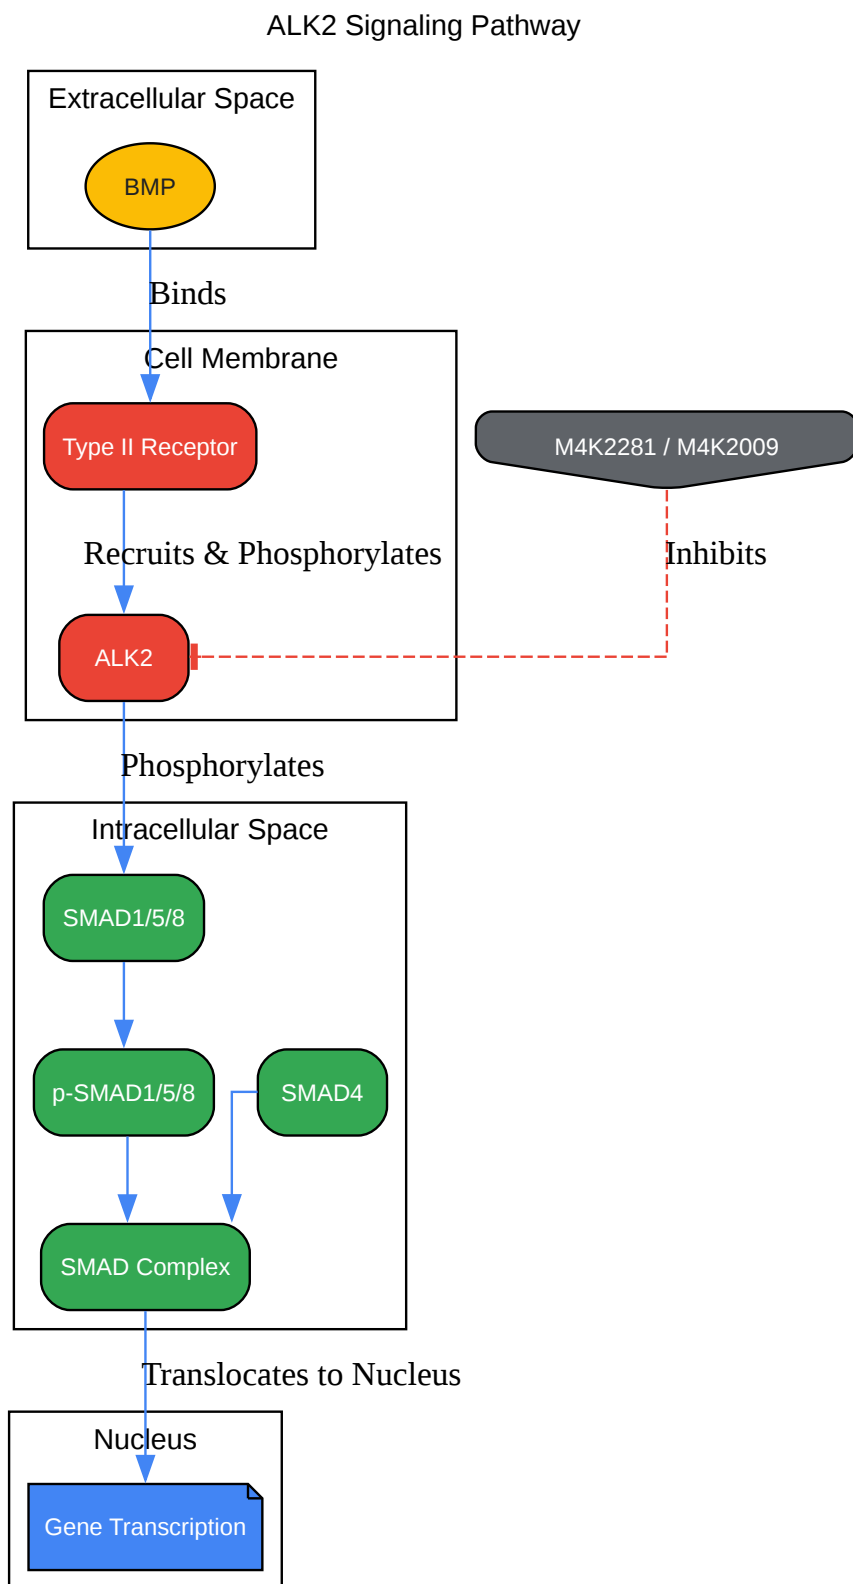 ALK2 Signaling Pathway
Extracellular Space
BMP
Binds
Cell Membrane
Type II Receptor
M4K2281 / M4K2009
Recruits & Phosphorylates
Inhibits
ALK2
Phosphorylates
Intracellular Space
SMAD1/5/8
p-SMAD1/5/8
SMAD4
SMAD Complex
Translocates to Nucleus
Nucleus
Gene Transcription